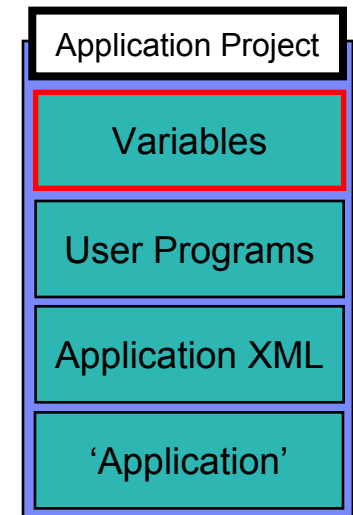 Application Project
Variables
User Programs
Application XML
‘Application’